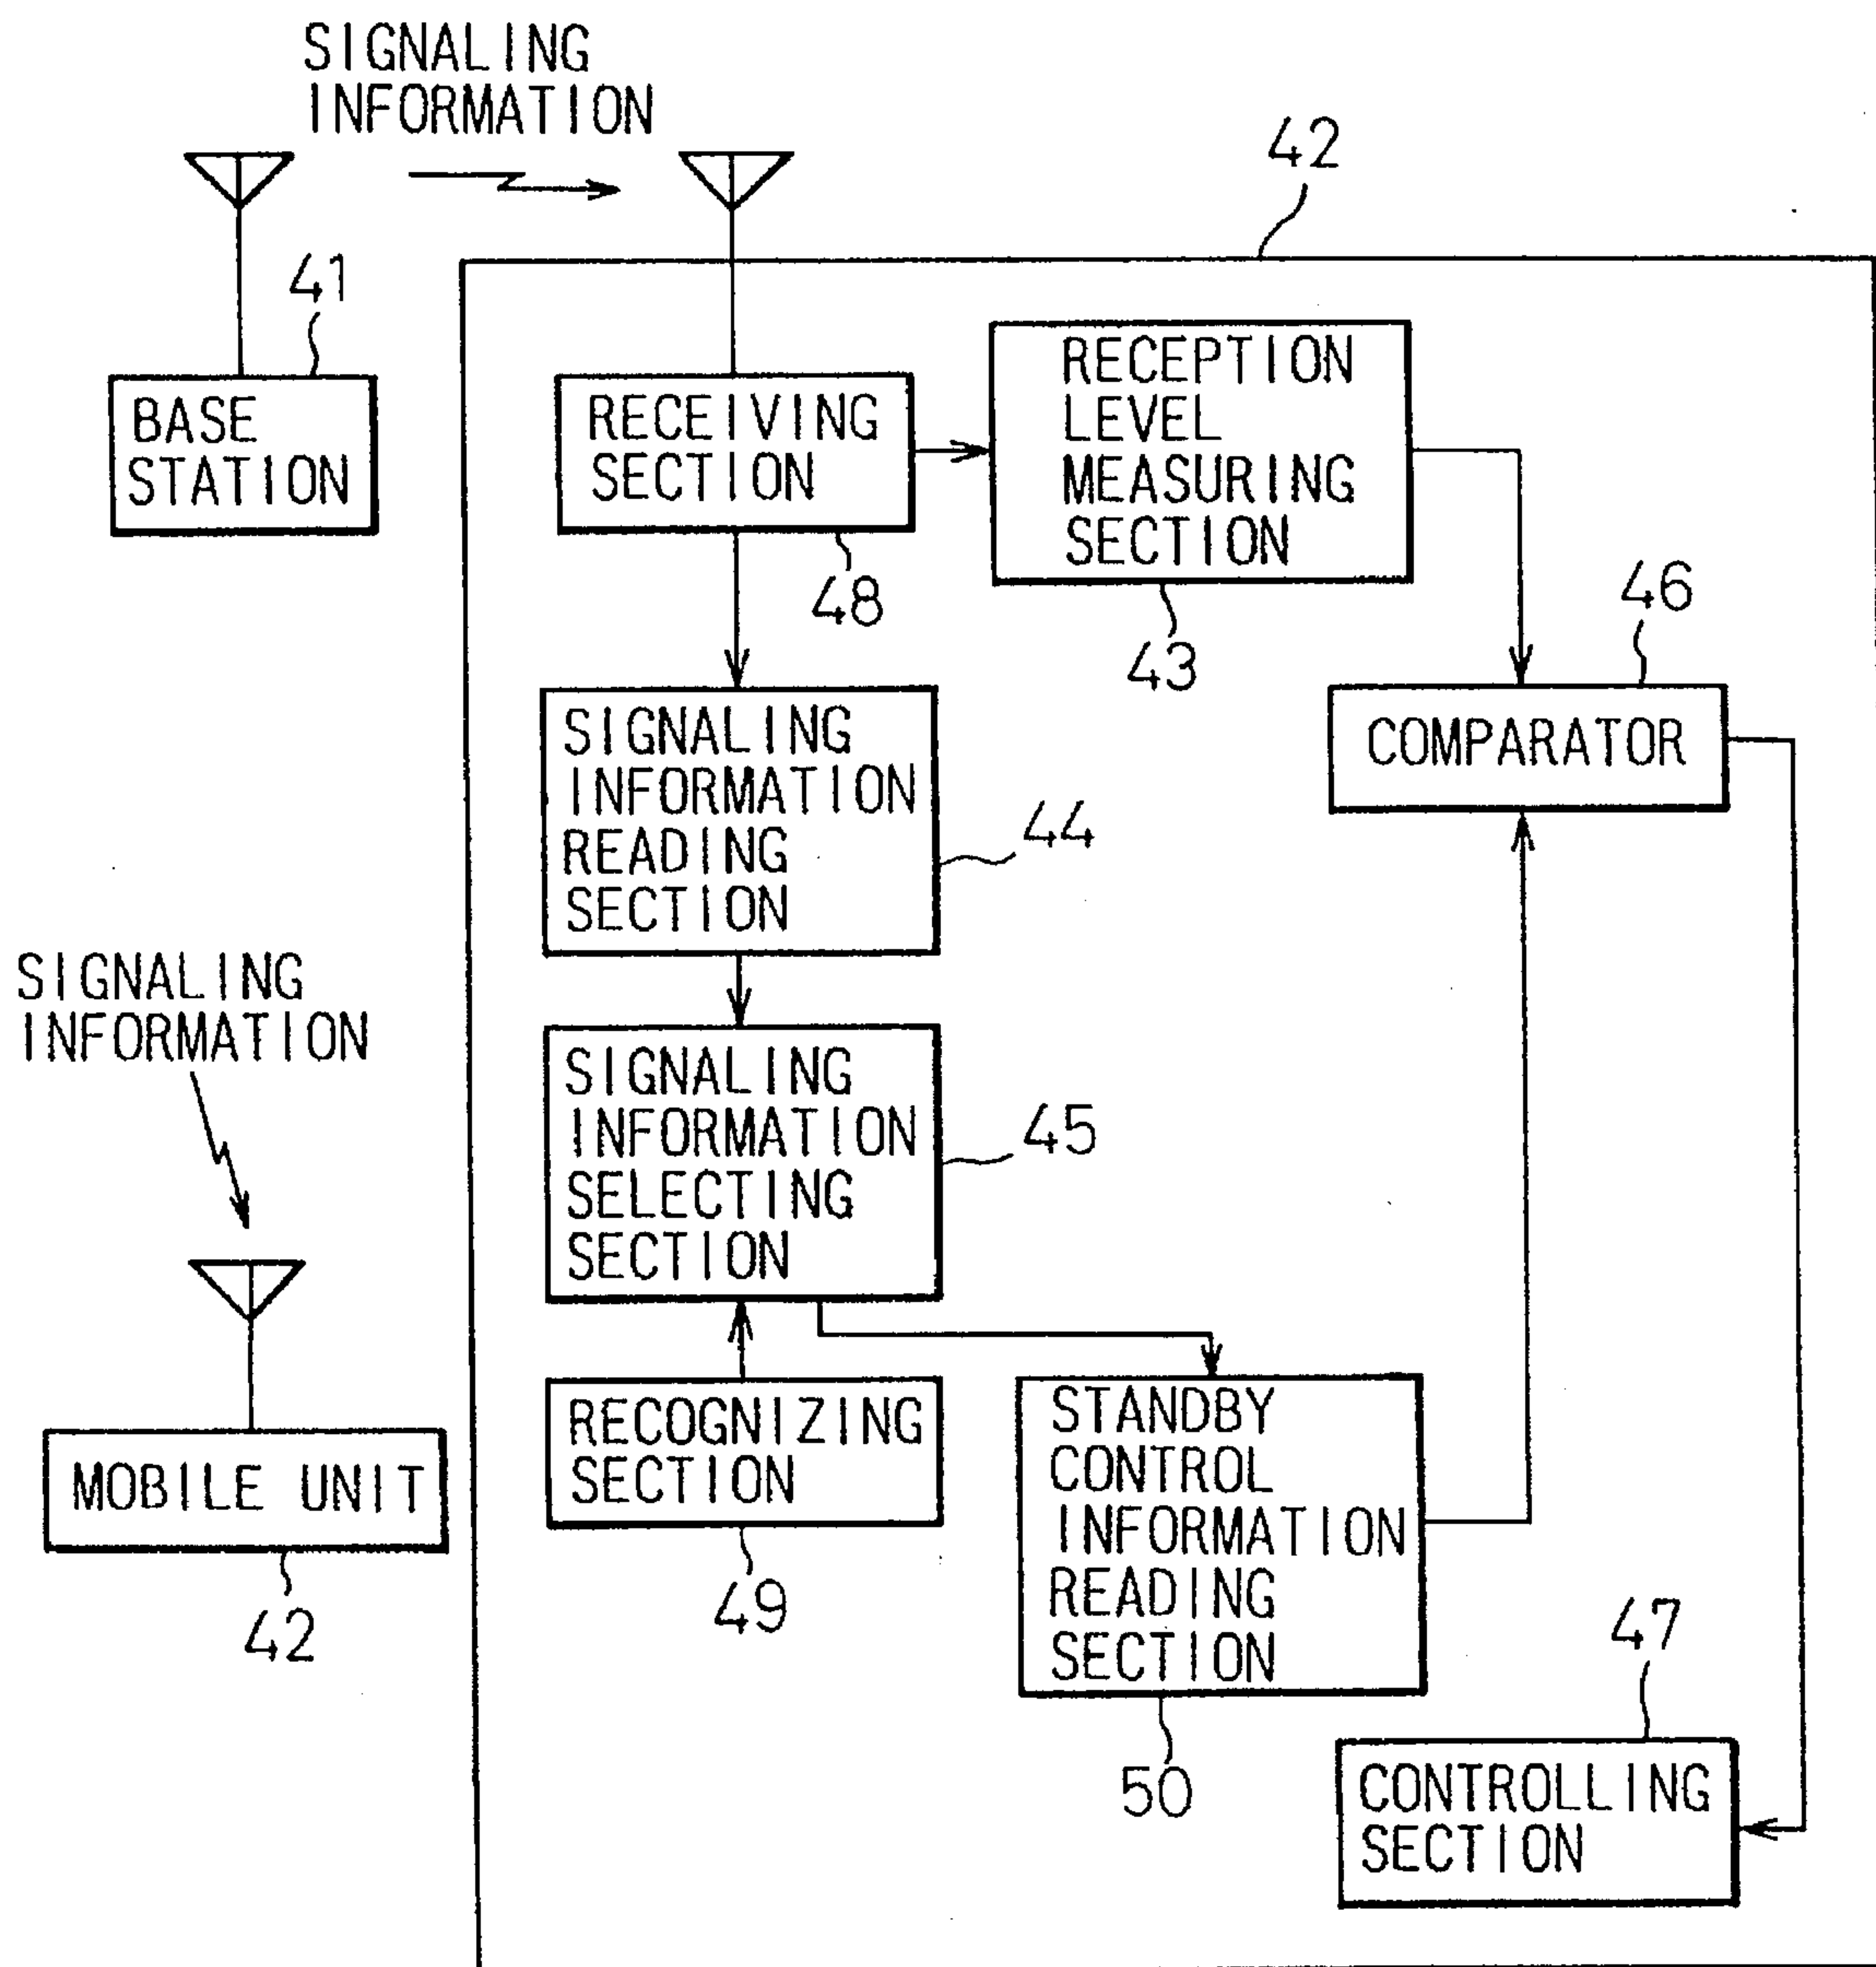 SIGNALING
INFORMATION
42
41
BASE
STATION
RECEIVING
SECTION
48
RECEPTION
LEVEL
MEASURING
SECTION
43
46
COMPARATOR
SIGNALING
INFORMATION
READING
SECTION
44
SIGNALING
INFORMATION
SIGNALING
INFORMATION
SELECTING
SECTION
45
MOBILE UNIT
42
RECOGNIZING
SECTION
49
STANDBY
CONTROL
INFORMATION
READING
SECTION
50
47
CONTROLLING
SECTION